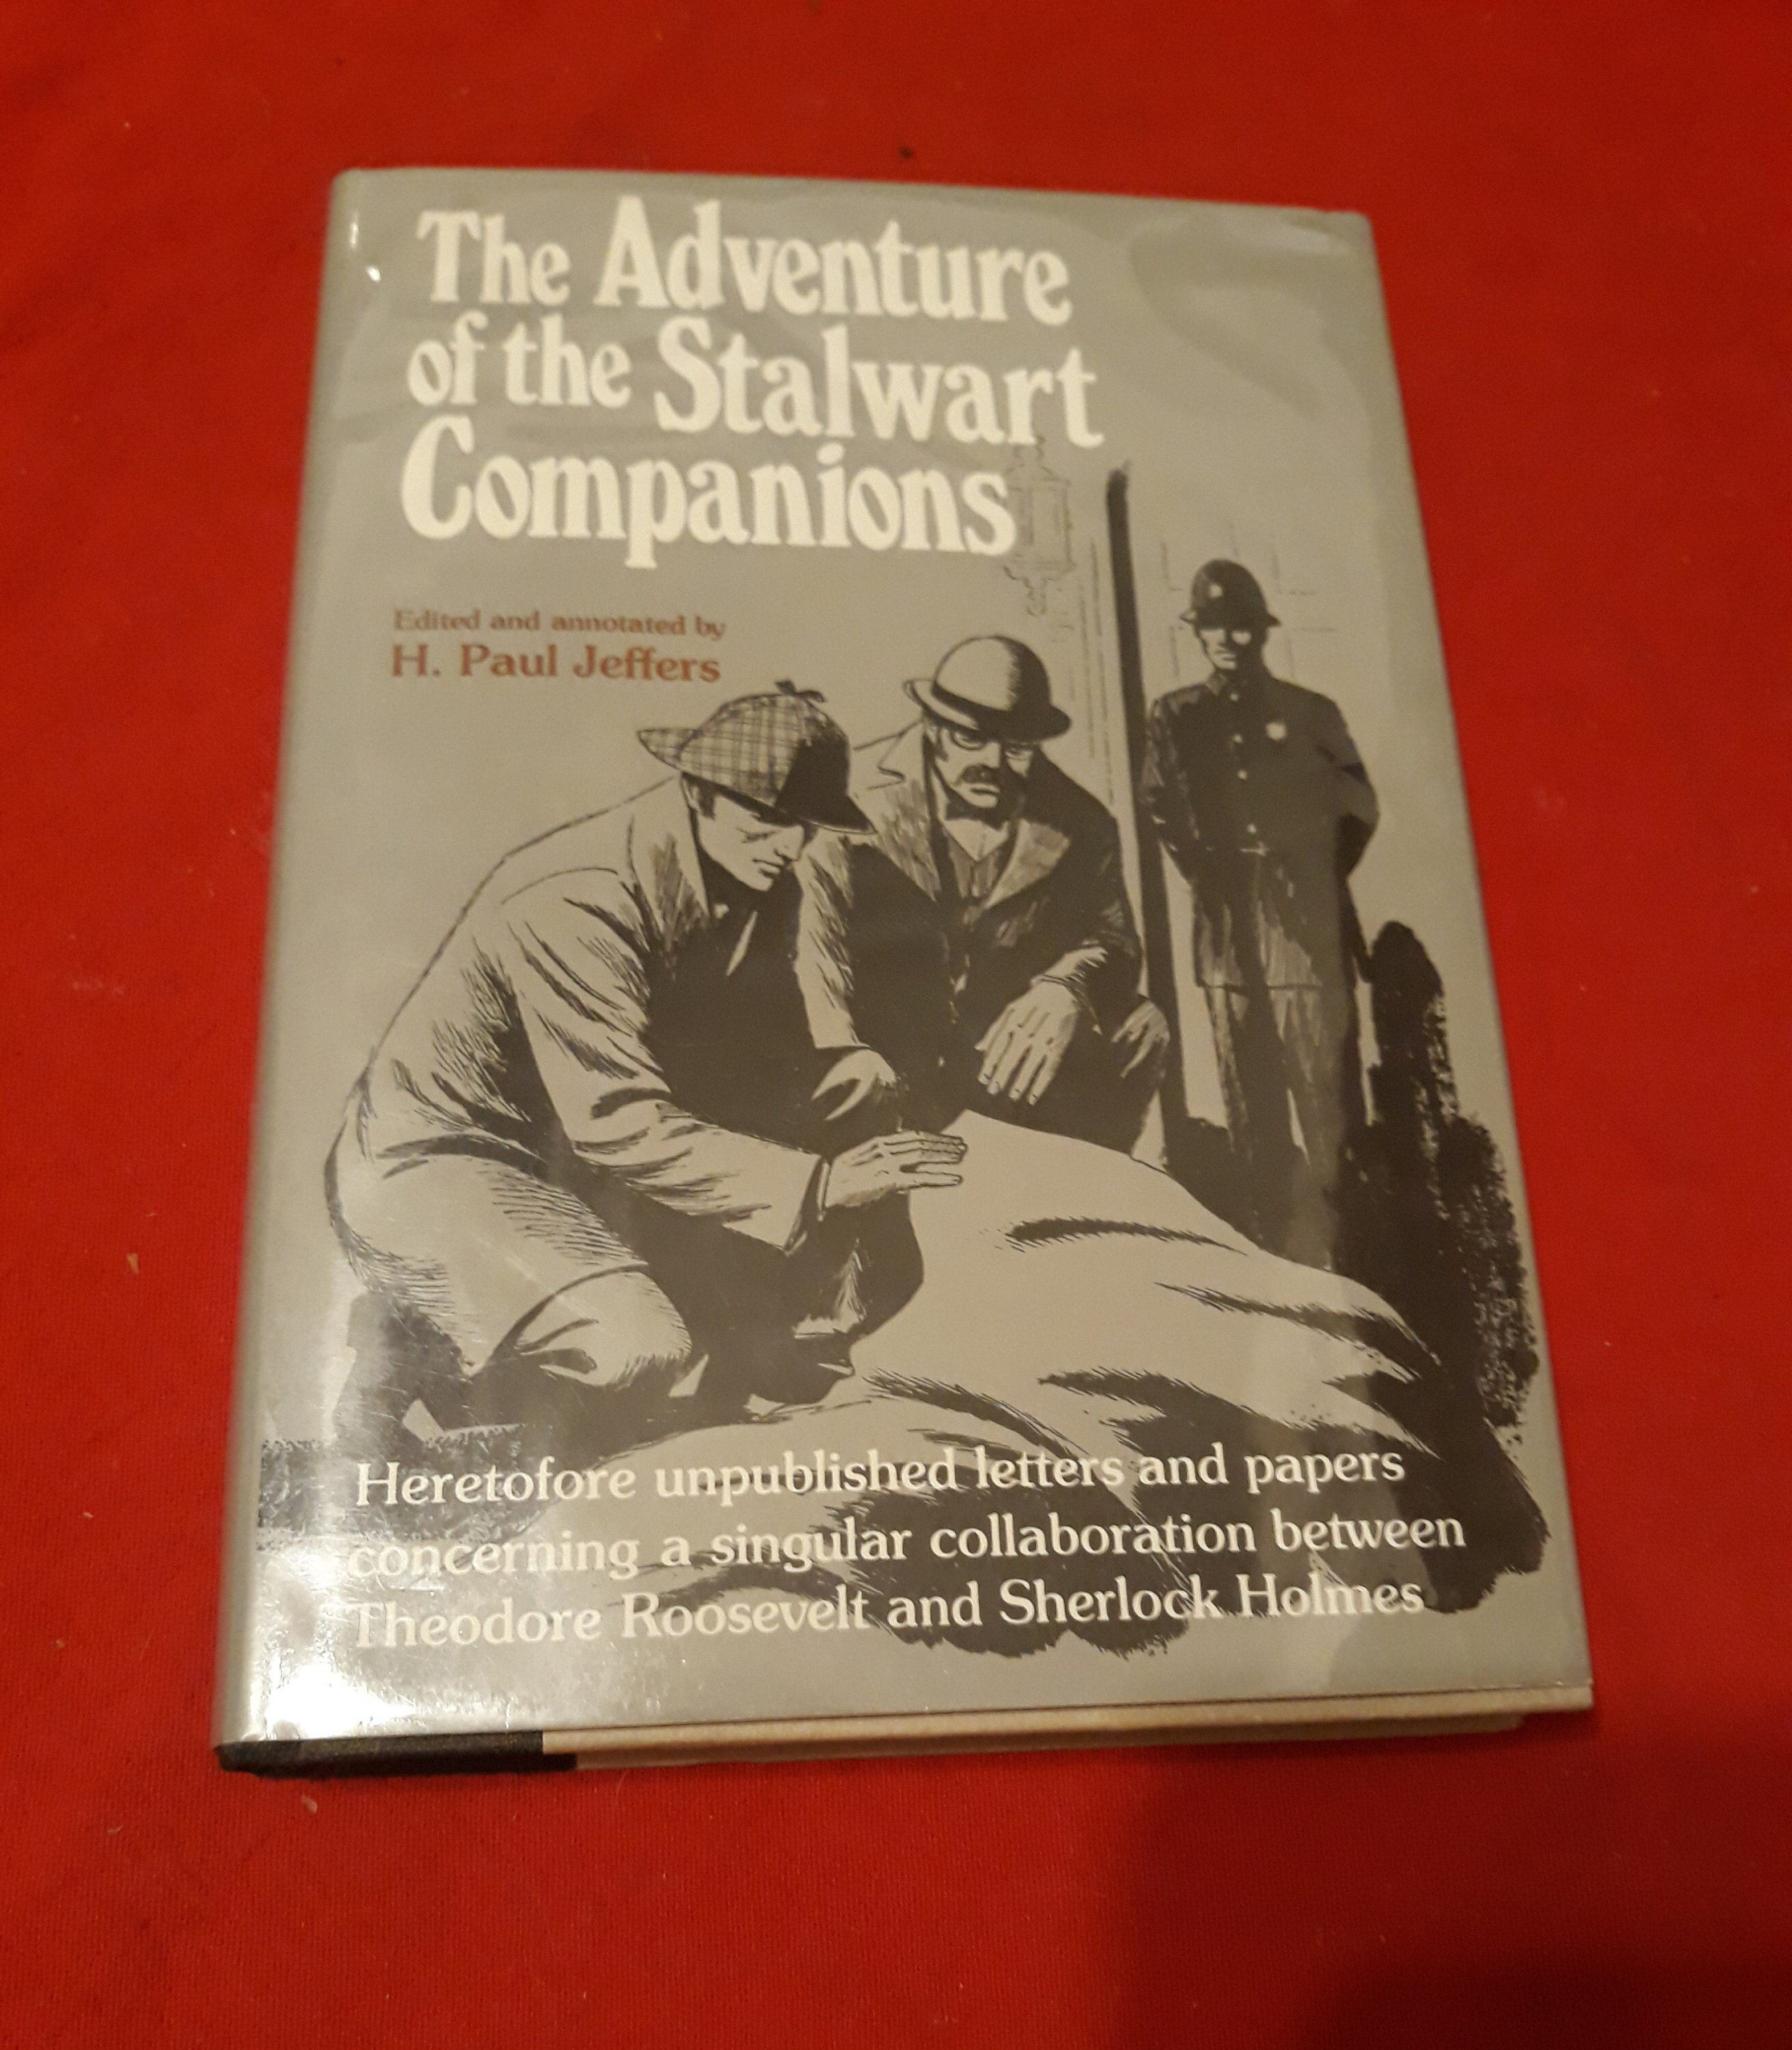 The Adventure
of the Stalwart
Companions
Edited and annotated by
H. Paul Jeffers
Heretofore unpublished letters and papers
concerning a singular collaboration between
Theodore Roosevelt and Sherlock Holmes